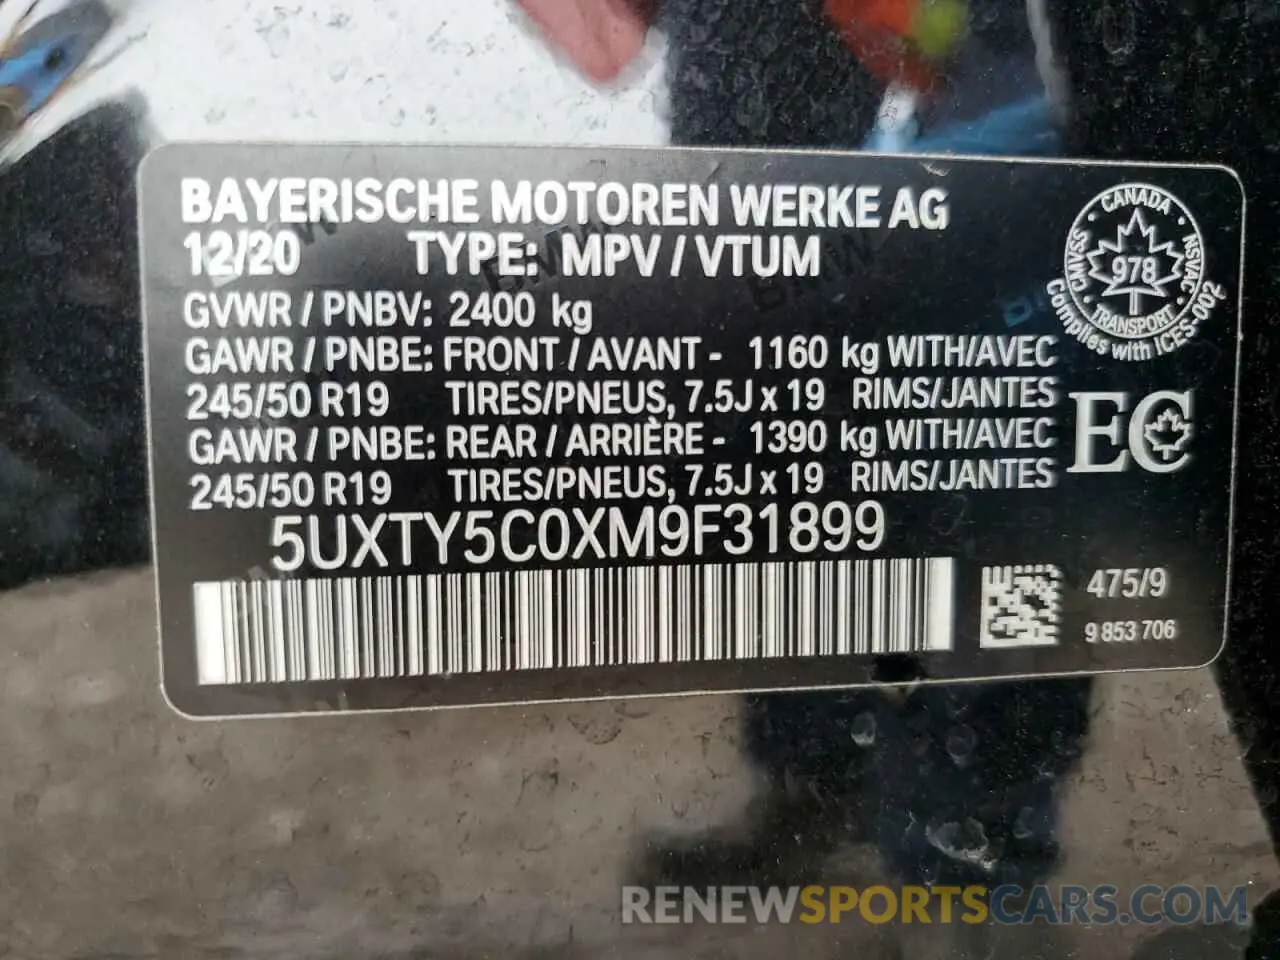 BAYERISCHE MOTOREN WERKE AG
12/20 TYPE: MPV / VTUM
GVWR / PNBV: 2400 kg
GAWR / PNBE: FRONT / AVANT - 1160 kg WITH/AVEC
245/50 R19 TIRES/PNEUS, 7.5J x 19 RIMS/JANTES
GAWR / PNBE: REAR / ARRIÈRE - 1390 kg WITH/AVEC
245/50 R19 TIRES/PNEUS, 7.5J x 19 RIMS/JANTES
5UXTY5C0XM9F31899
CANADA
CMVSS 978 NSVAC
TRANSPORT
Complies with ICES-002
EC
475/9
9 853 706
RENEWSPORTSCARS.COM